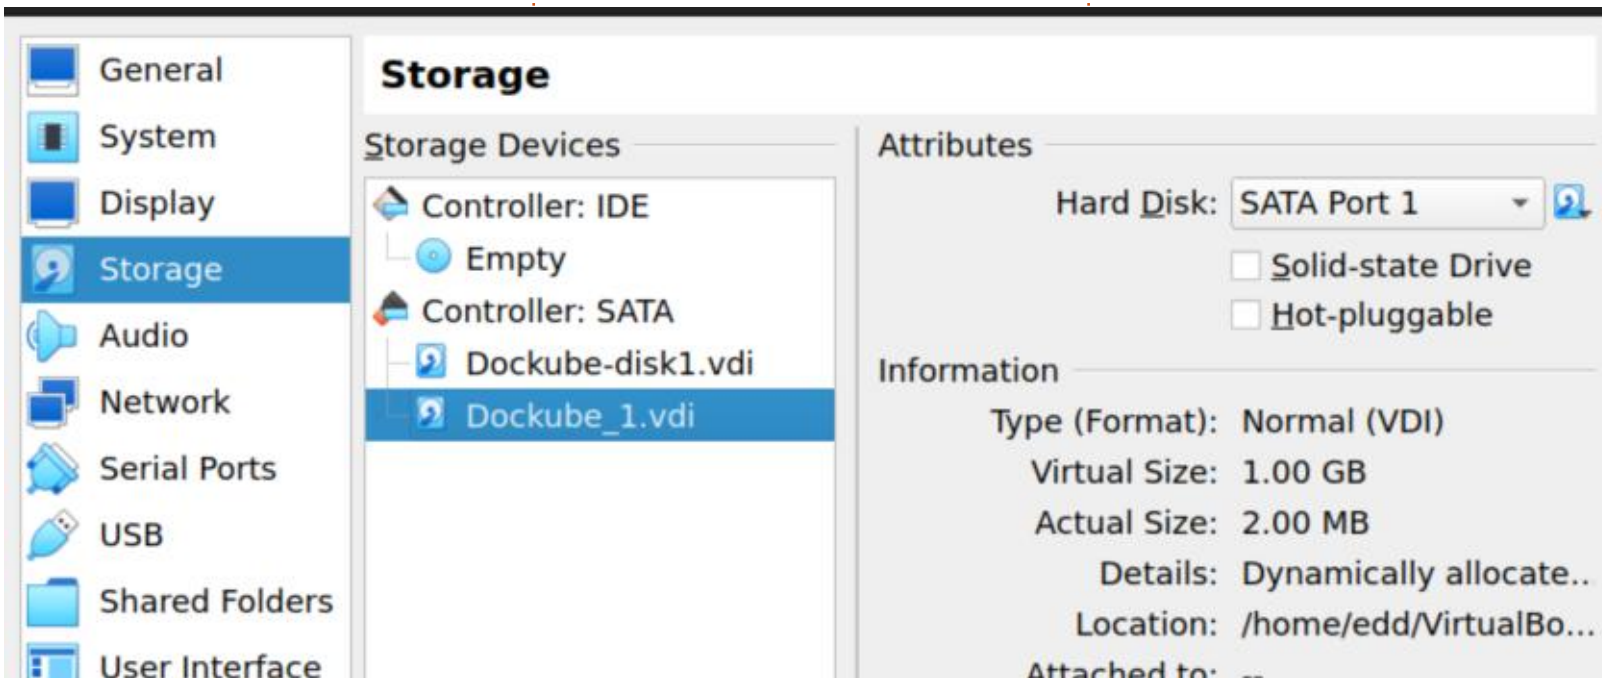 General
System
Display
Storage
Audio
Network
Serial Ports
USB
Shared Folders
User Interface
Storage
Storage Devices
Controller: IDE
Empty
Controller: SATA
Dockube-disk1.vdi
Dockube_1.vdi
Attributes
Hard Disk: SATA Port 1
Solid-state Drive
Hot-pluggable
Information
Type (Format): Normal (VDI)
Virtual Size: 1.00 GB
Actual Size: 2.00 MB
Details: Dynamically allocate..
Location: /home/edd/VirtualBo...
Attached to: --